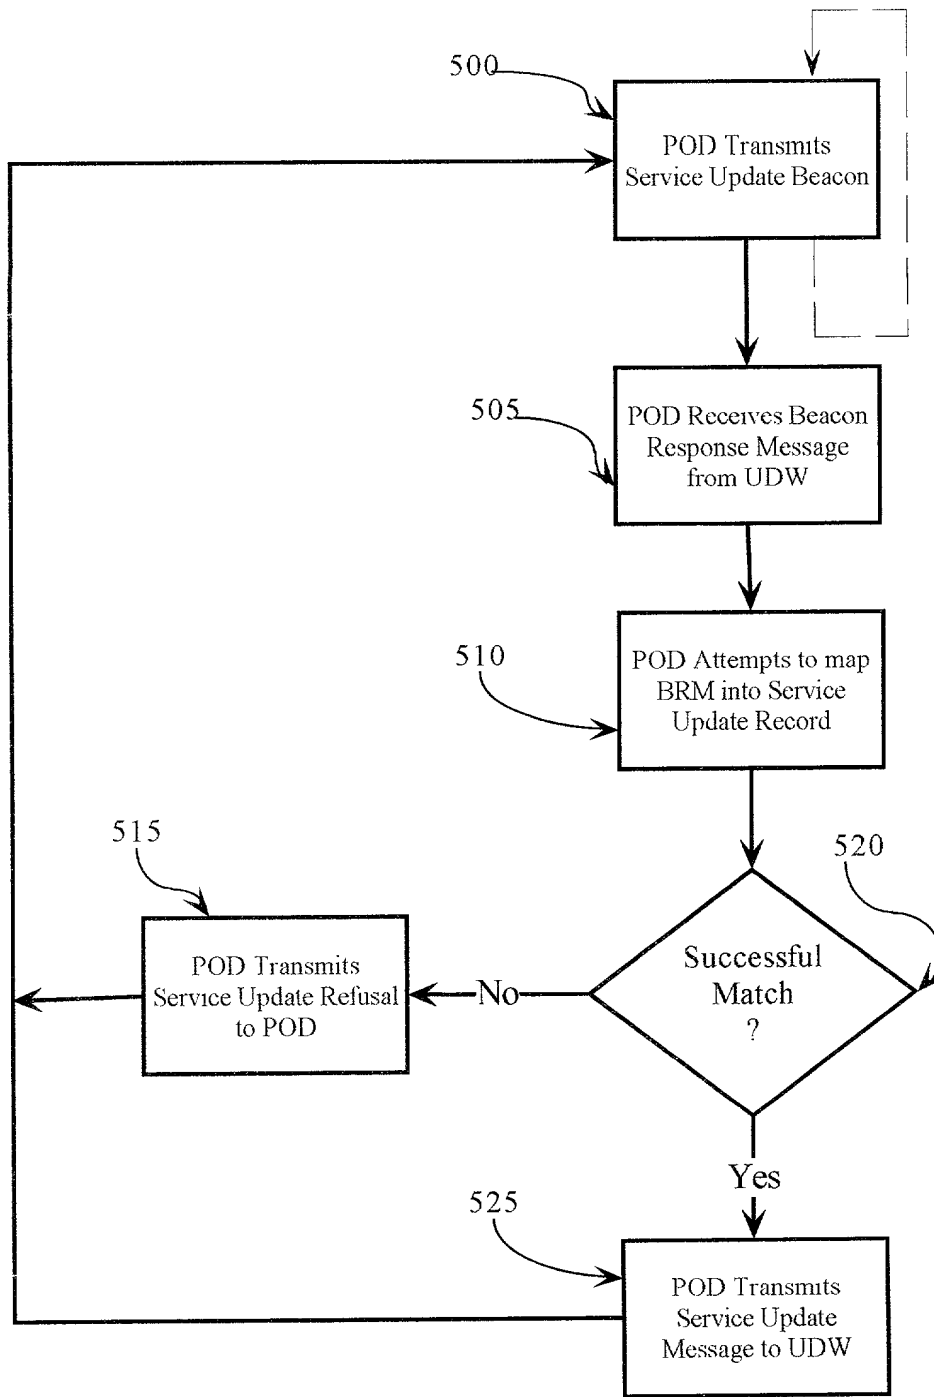 500
POD Transmits
Service Update Beacon
505
POD Receives Beacon
Response Message
from UDW
510
POD Attempts to map
BRM into Service
Update Record
515
520
POD Transmits
Service Update Refusal
to POD
No
Successful
Match
?
Yes
525
POD Transmits
Service Update
Message to UDW